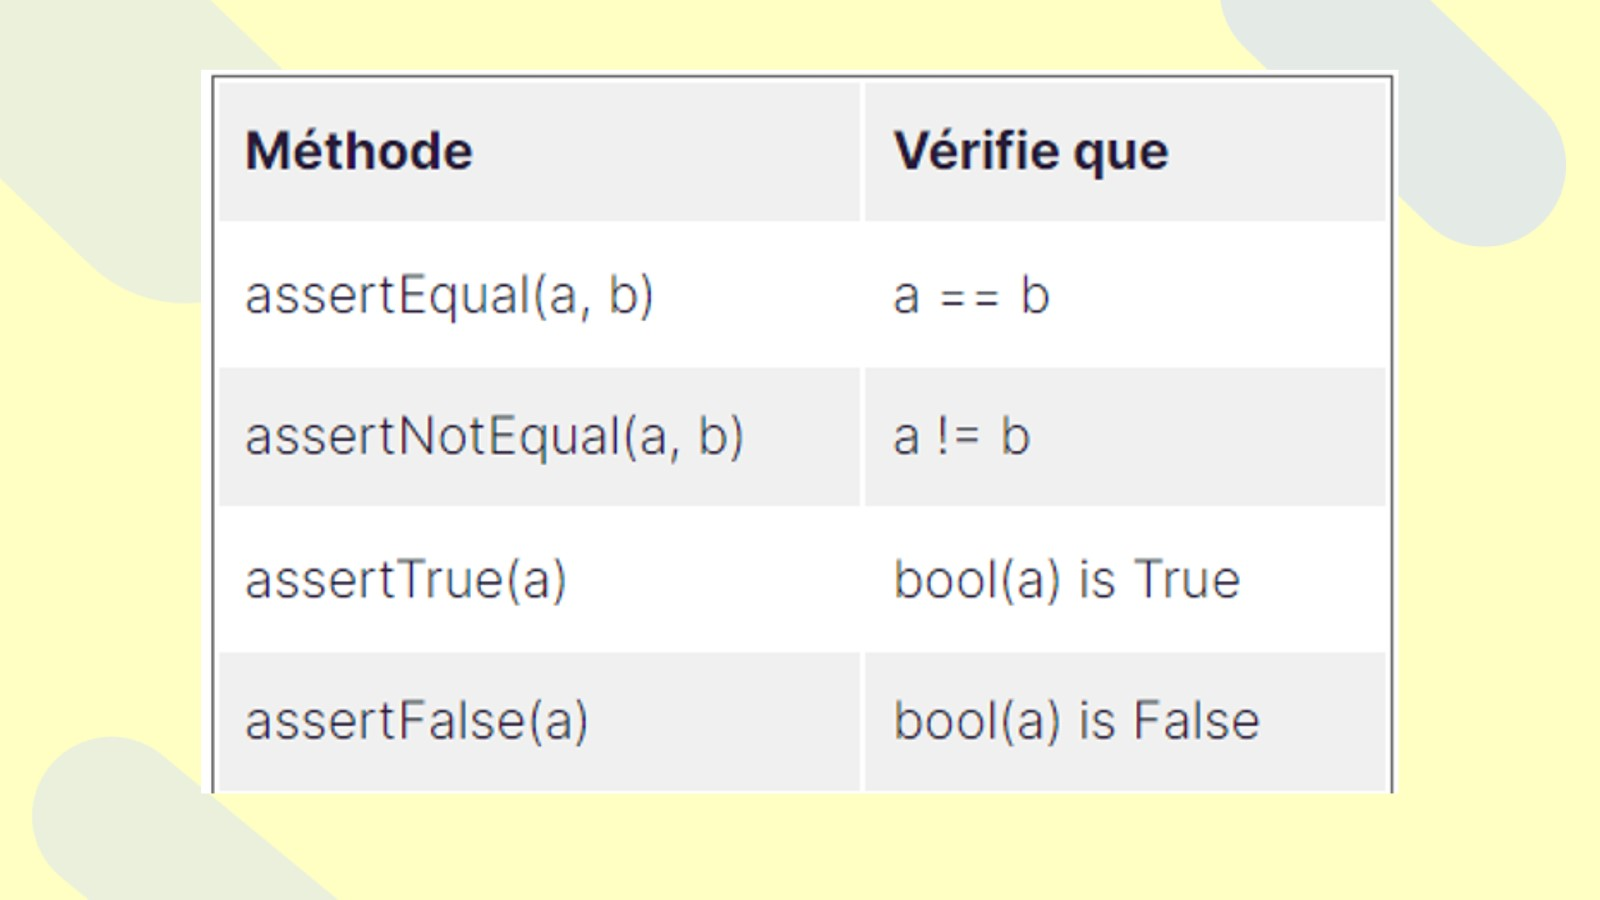 Méthode Vérifie que
assertEqual(a, b) a == b
assertNotEqual(a, b) a != b
assertTrue(a) bool(a) is True
assertFalse(a) bool(a) is False